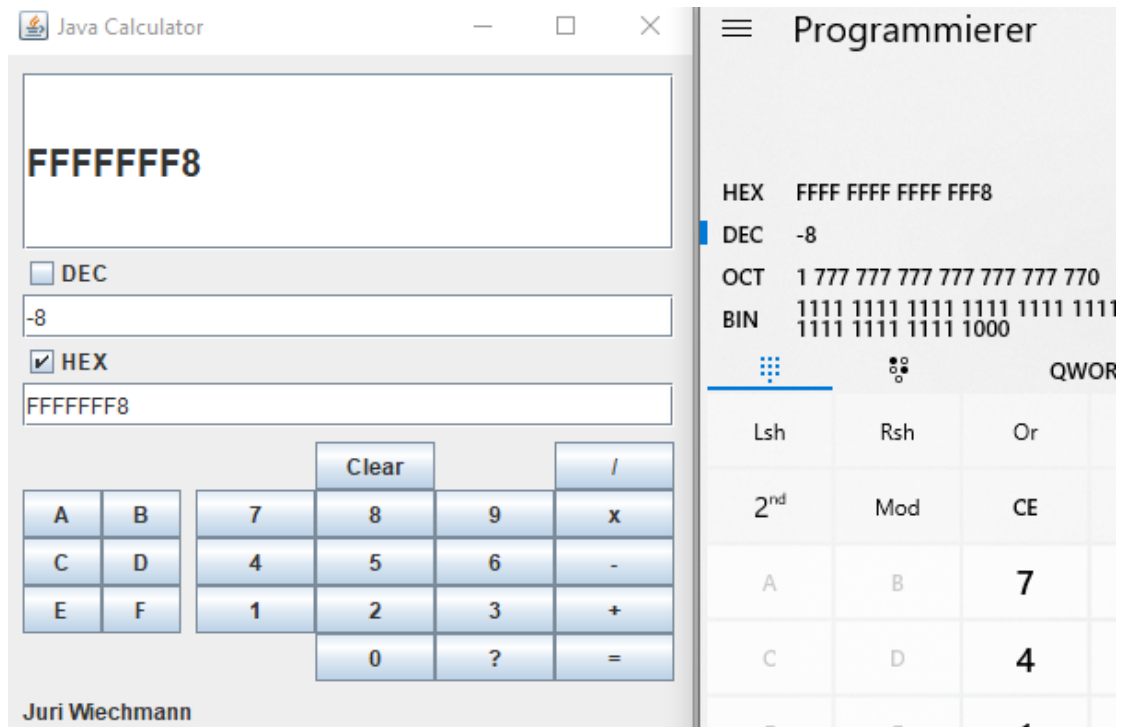 Java Calculator
FFFFFFF8
DEC
-8
HEX
FFFFFFF8
Clear /
A B 7 8 9 x
C D 4 5 6 -
E F 1 2 3 +
0 ? =
Juri Wiechmann
Programmierer
HEX FFFF FFFF FFFF FFF8
DEC -8
OCT 1 777 777 777 777 777 777 770
BIN 1111 1111 1111 1111 1111 1111
1111 1111 1111 1000
QWOR
Lsh Rsh Or
2nd Mod CE
A B 7
C D 4